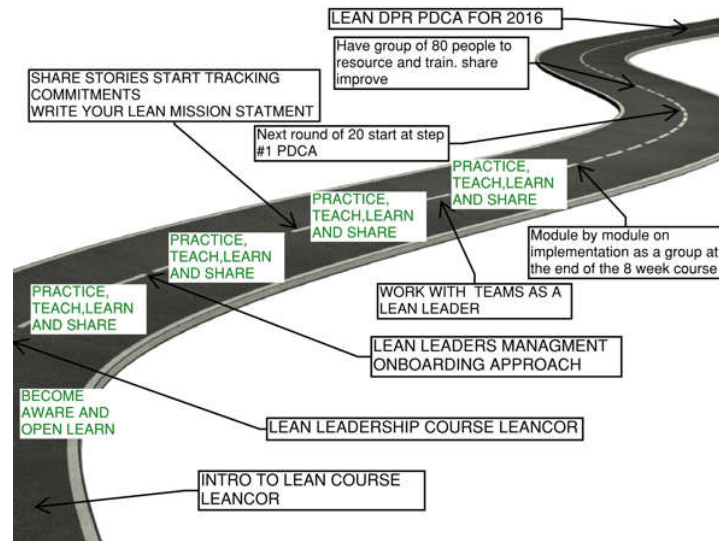 LEAN DPR PDCA FOR 2016
Have group of 80 people to
resource and train. share
improve
SHARE STORIES START TRACKING
COMMITMENTS
WRITE YOUR LEAN MISSION STATMENT
Next round of 20 start at step
#1 PDCA
PRACTICE,
TEACH,LEARN
AND SHARE
PRACTICE,
TEACH,LEARN
AND SHARE
PRACTICE,
TEACH,LEARN
AND SHARE
PRACTICE,
TEACH,LEARN
AND SHARE
Module by module on
implementation as a group at
the end of the 8 week course
WORK WITH TEAMS AS A
LEAN LEADER
LEAN LEADERS MANAGMENT
ONBOARDING APPROACH
BECOME
AWARE AND
OPEN LEARN
LEAN LEADERSHIP COURSE LEANCOR
INTRO TO LEAN COURSE
LEANCOR